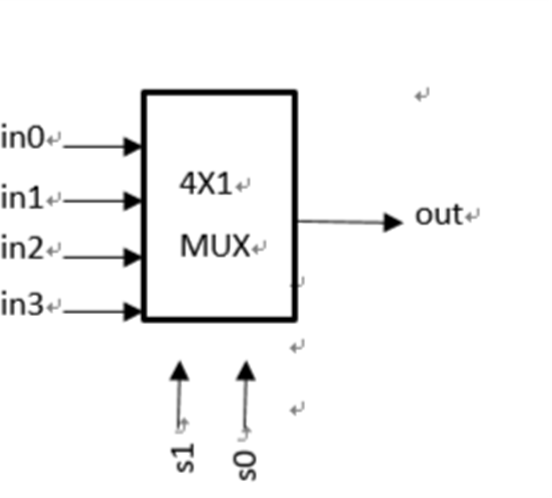 in0
in1
in2
in3
4X1
MUX
out
s1
s0